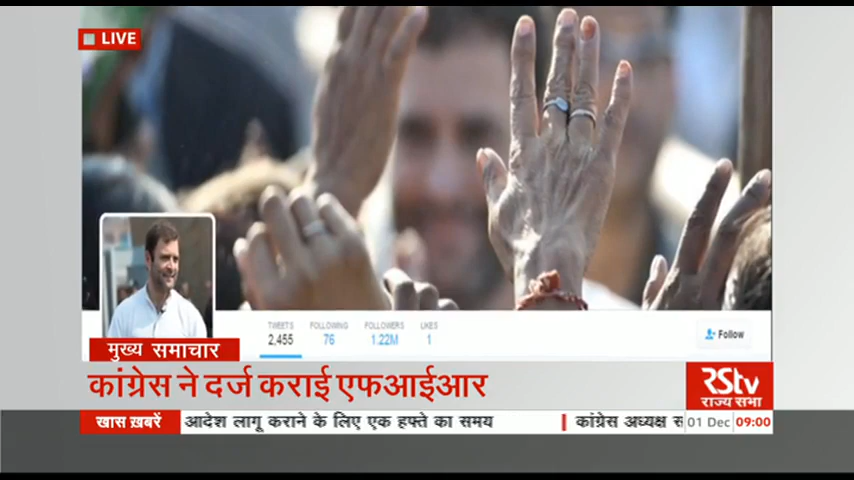 LIVE
TWEETS FOLLOWING FOLLOWERS LIKES
2,455 76 1.22M 1
Follow
मुख्य समाचार
कांग्रेस ने दर्ज कराई एफआईआर
RSTV
राज्य सभा
खास ख़बरें आदेश लागू कराने के लिए एक हफ्ते का समय कांग्रेस अध्यक्ष स 01 Dec 09:00